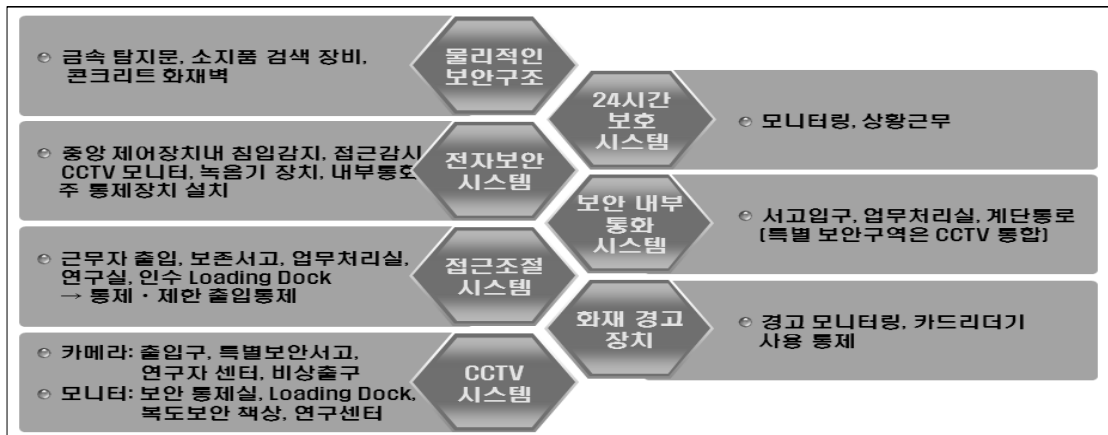 금속 탐지문, 소지품 검색 장비,
콘크리트 화재벽
물리적인
보안구조
24시간
보호
시스템
모니터링, 상황근무
중앙 제어장치내 침입감지, 접근감시
CCTV 모니터, 녹음기 장치, 내부통화
주 통제장치 설치
전자보안
시스템
보안 내부
통화
시스템
서고입구, 업무처리실, 계단통로
(특별 보안구역은 CCTV 통합)
근무자 출입, 보존서고, 업무처리실,
연구실, 인수 Loading Dock
→ 통제・제한 출입통제
접근조절
시스템
화재 경고
장치
경고 모니터링, 카드리더기
사용 통제
카메라: 출입구, 특별보안서고,
연구자 센터, 비상출구
모니터: 보안 통제실, Loading Dock,
복도보안 책상, 연구센터
CCTV
시스템